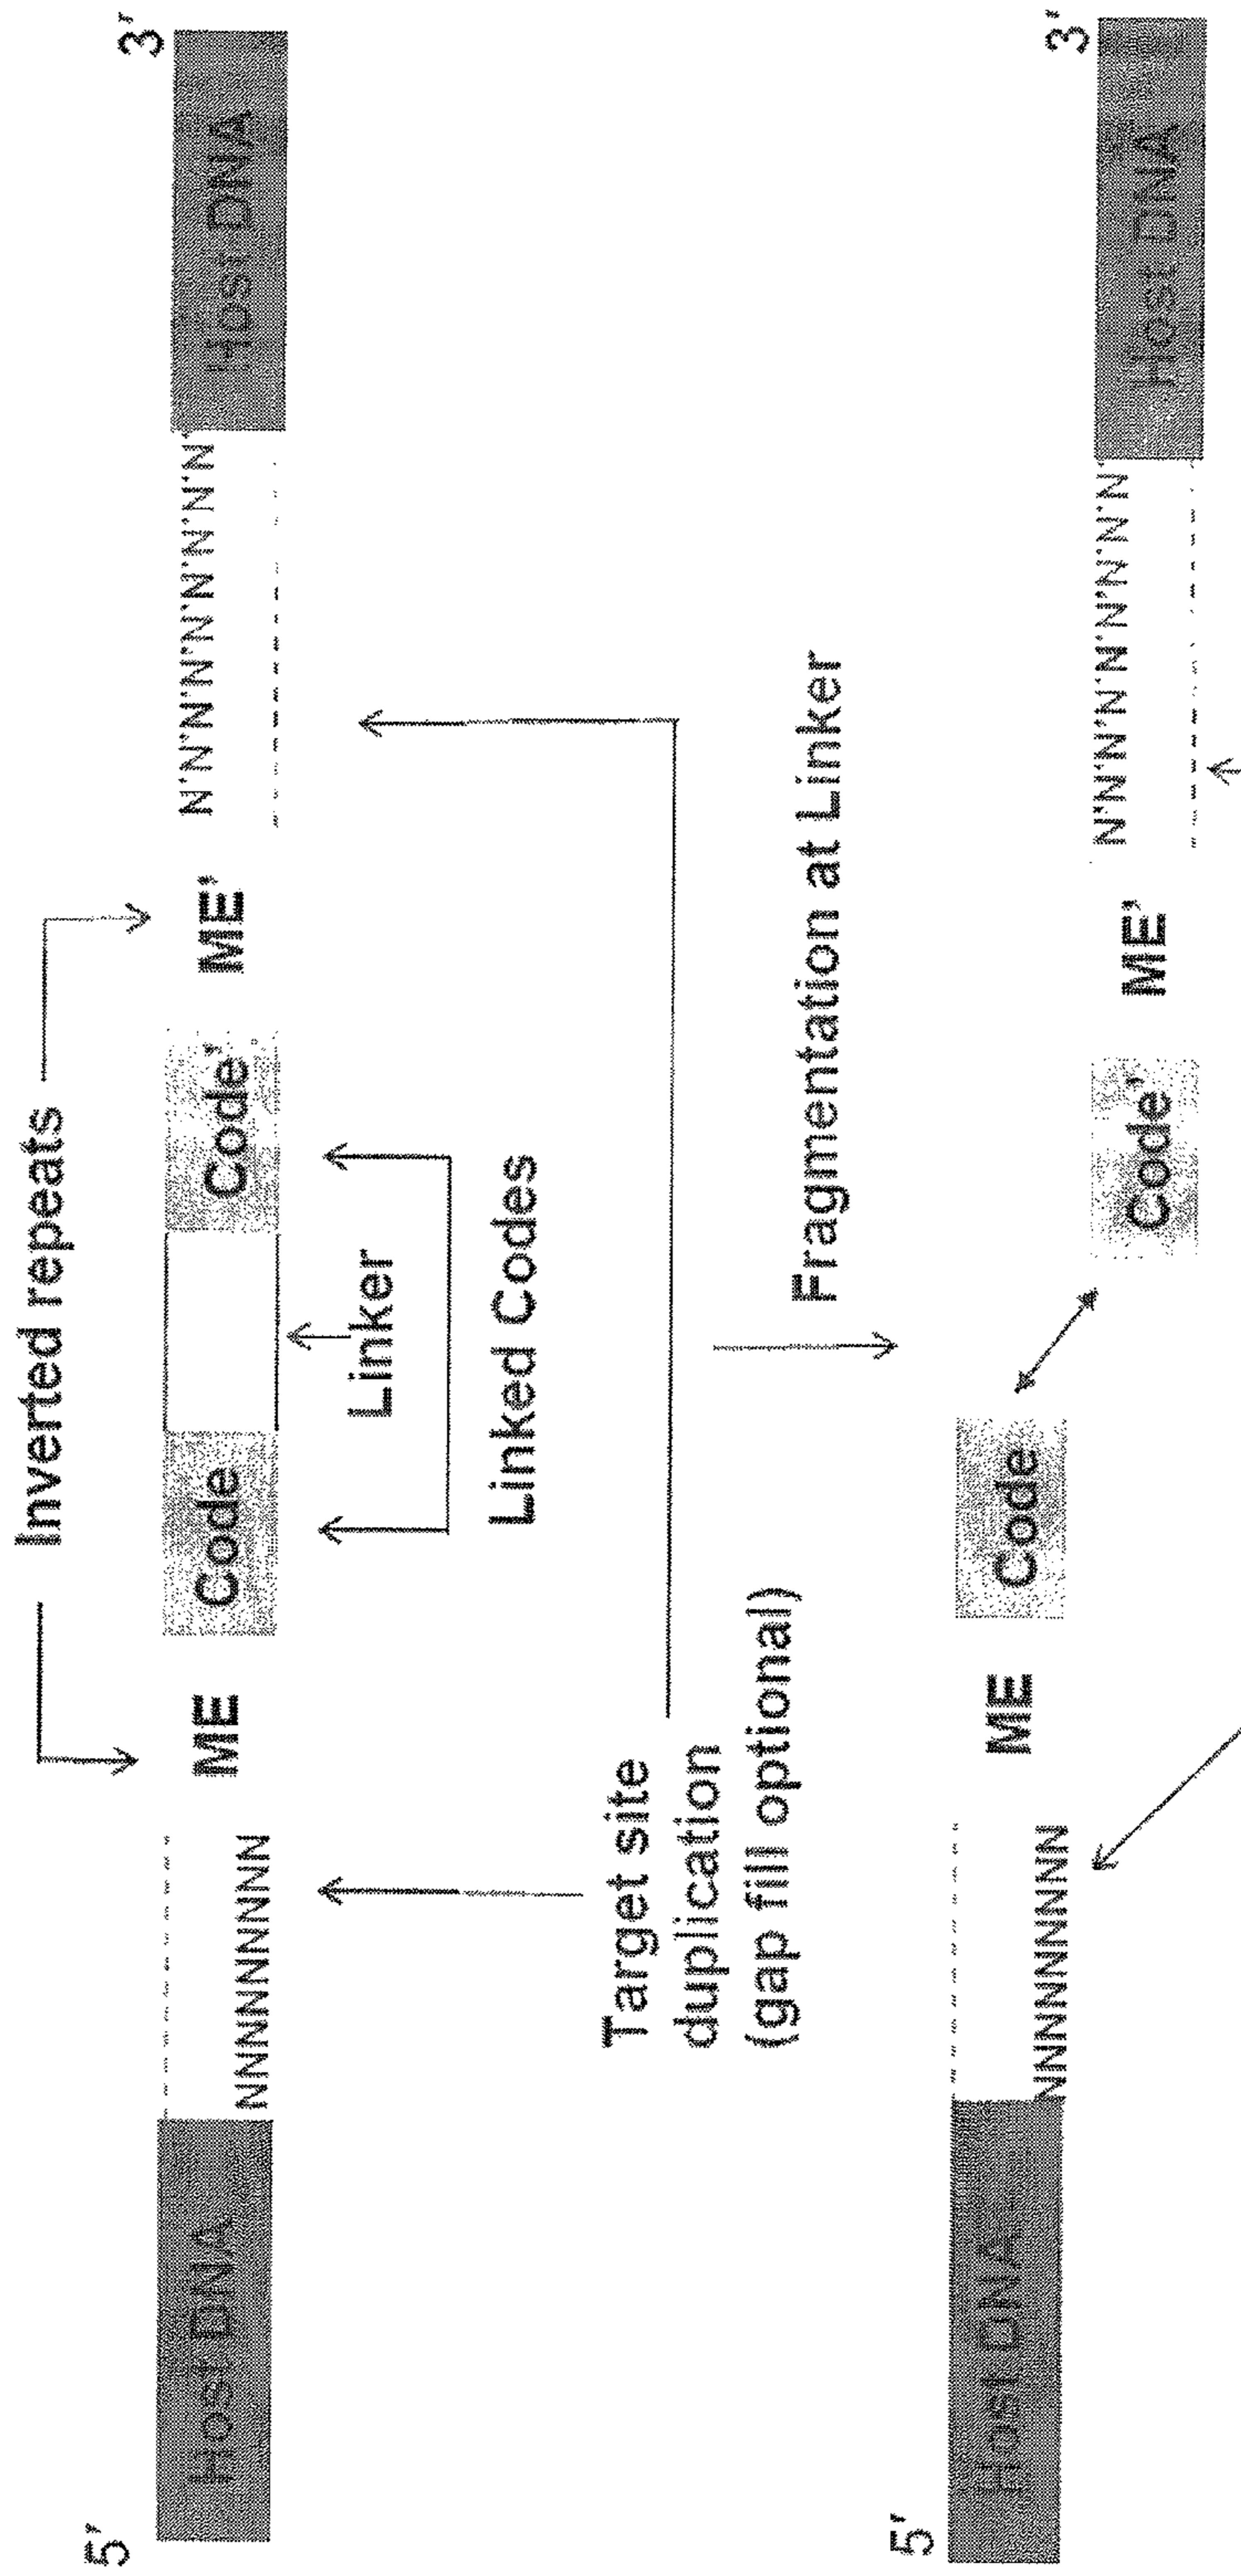 Inverted repeats
5' 3'
Host DNA NNNNNNNNN ME Code Code' ME' N'N'N'N'N'N'N'N'N' Host DNA
Linker
Linked Codes
Target site
duplication
(gap fill optional)
Fragmentation at Linker
5' 3'
Host DNA NNNNNNNNN ME Code Code' ME' N'N'N'N'N'N'N'N'N' Host DNA